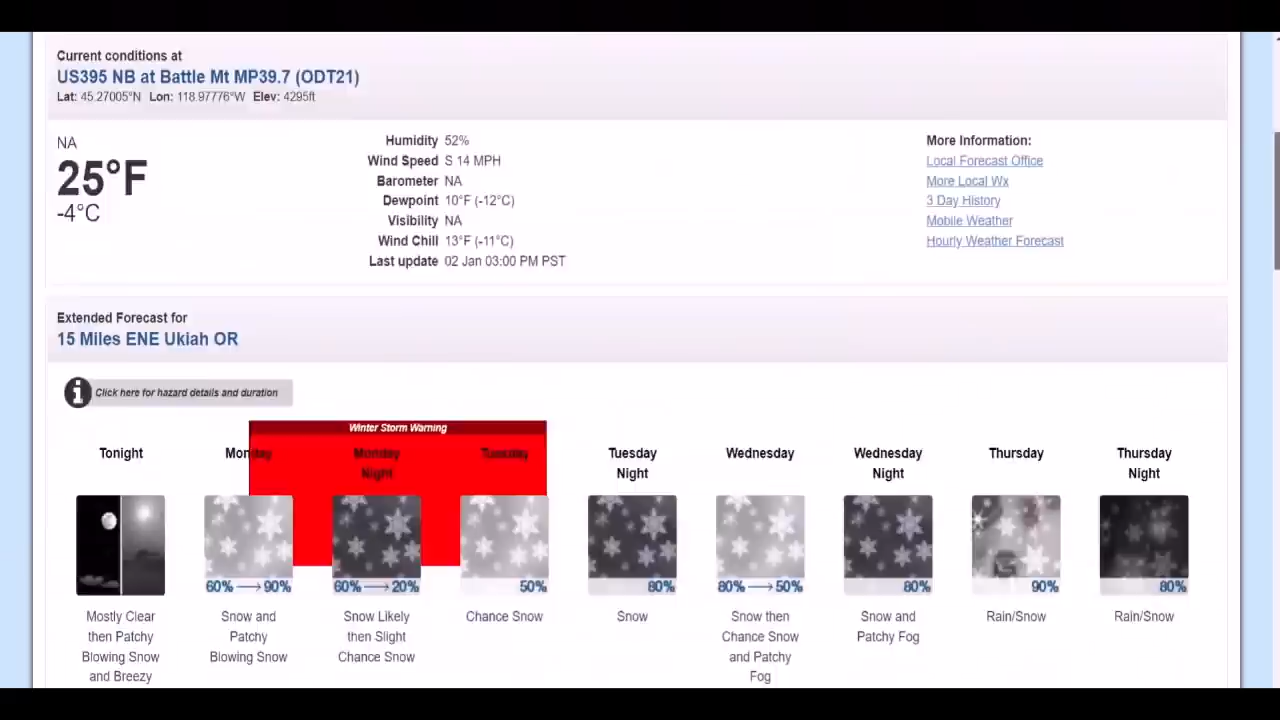 Current conditions at
US395 NB at Battle Mt MP39.7 (ODT21)
Lat: 45.27005°N Lon: 118.97776°W Elev: 4295ft
NA
25°F
-4°C
Humidity 52%
Wind Speed S 14 MPH
Barometer NA
Dewpoint 10°F (-12°C)
Visibility NA
Wind Chill 13°F (-11°C)
Last update 02 Jan 03:00 PM PST
More Information:
Local Forecast Office
More Local Wx
3 Day History
Mobile Weather
Hourly Weather Forecast
Extended Forecast for
15 Miles ENE Ukiah OR
Click here for hazard details and duration
Winter Storm Warning
Tonight
Mostly Clear
then Patchy
Blowing Snow
and Breezy
Monday
60% → 90%
Snow and
Patchy
Blowing Snow
Monday
Night
60% → 20%
Snow Likely
then Slight
Chance Snow
Tuesday
50%
Chance Snow
Tuesday
Night
80%
Snow
Wednesday
80% → 50%
Snow then
Chance Snow
and Patchy
Fog
Wednesday
Night
80%
Snow and
Patchy Fog
Thursday
90%
Rain/Snow
Thursday
Night
80%
Rain/Snow